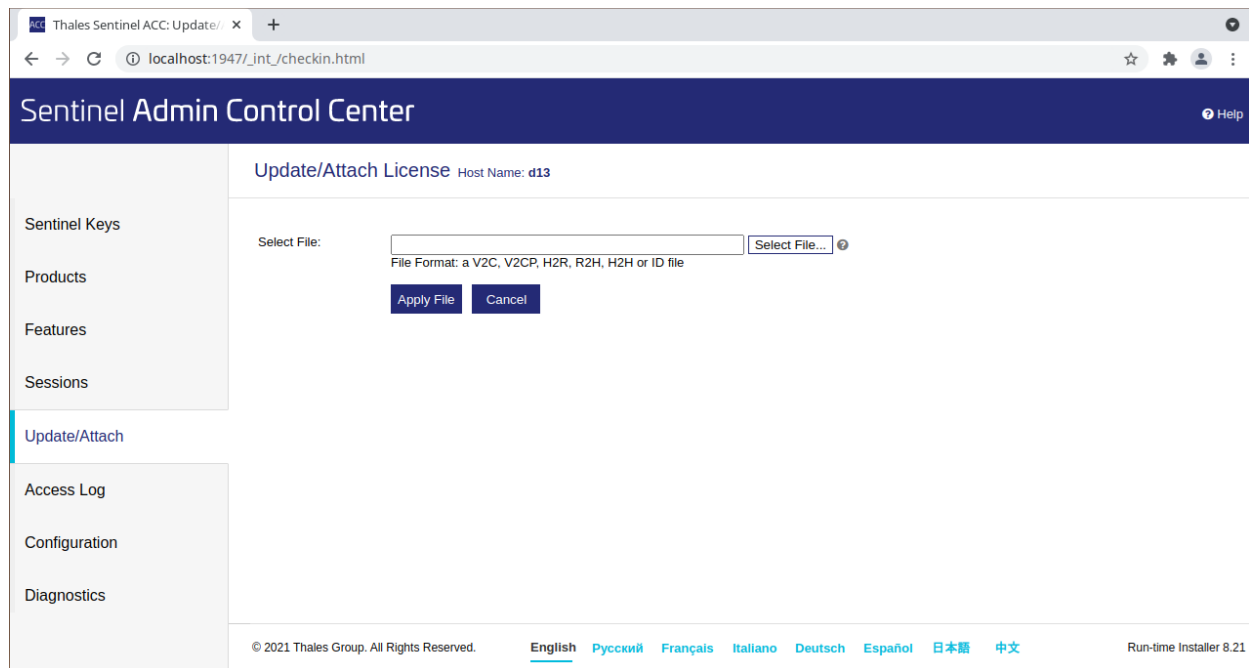 ACC Thales Sentinel ACC: Update/
localhost:1947/_int_/checkin.html
Sentinel Admin Control Center
Help
Update/Attach License Host Name: d13
Sentinel Keys
Products
Features
Sessions
Update/Attach
Access Log
Configuration
Diagnostics
Select File:
Select File...
File Format: a V2C, V2CP, H2R, R2H, H2H or ID file
Apply File Cancel
© 2021 Thales Group. All Rights Reserved. English Русский Français Italiano Deutsch Español 日本語 中文 Run-time Installer 8.21